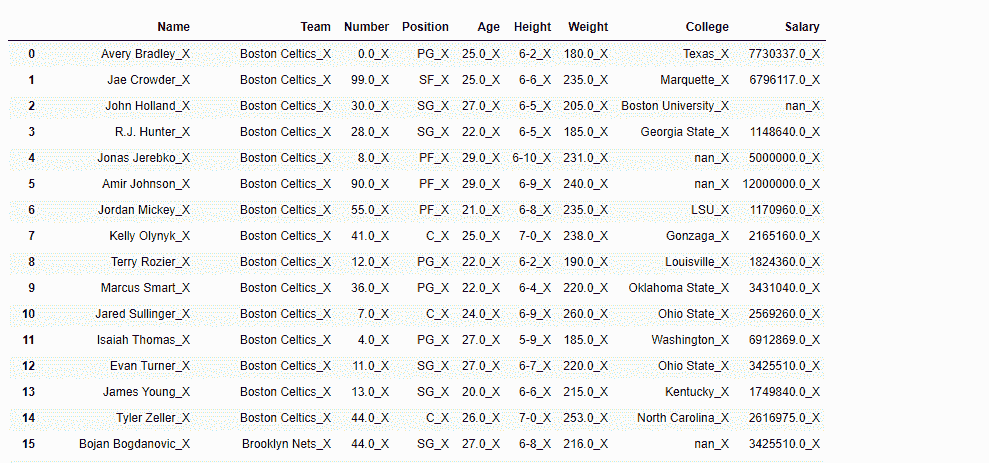 Name Team Number Position Age Height Weight College Salary
0 Avery Bradley_X Boston Celtics_X 0.0_X PG_X 25.0_X 6-2_X 180.0_X Texas_X 7730337.0_X
1 Jae Crowder_X Boston Celtics_X 99.0_X SF_X 25.0_X 6-6_X 235.0_X Marquette_X 6796117.0_X
2 John Holland_X Boston Celtics_X 30.0_X SG_X 27.0_X 6-5_X 205.0_X Boston University_X nan_X
3 R.J. Hunter_X Boston Celtics_X 28.0_X SG_X 22.0_X 6-5_X 185.0_X Georgia State_X 1148640.0_X
4 Jonas Jerebko_X Boston Celtics_X 8.0_X PF_X 29.0_X 6-10_X 231.0_X nan_X 5000000.0_X
5 Amir Johnson_X Boston Celtics_X 90.0_X PF_X 29.0_X 6-9_X 240.0_X nan_X 12000000.0_X
6 Jordan Mickey_X Boston Celtics_X 55.0_X PF_X 21.0_X 6-8_X 235.0_X LSU_X 1170960.0_X
7 Kelly Olynyk_X Boston Celtics_X 41.0_X C_X 25.0_X 7-0_X 238.0_X Gonzaga_X 2165160.0_X
8 Terry Rozier_X Boston Celtics_X 12.0_X PG_X 22.0_X 6-2_X 190.0_X Louisville_X 1824360.0_X
9 Marcus Smart_X Boston Celtics_X 36.0_X PG_X 22.0_X 6-4_X 220.0_X Oklahoma State_X 3431040.0_X
10 Jared Sullinger_X Boston Celtics_X 7.0_X C_X 24.0_X 6-9_X 260.0_X Ohio State_X 2569260.0_X
11 Isaiah Thomas_X Boston Celtics_X 4.0_X PG_X 27.0_X 5-9_X 185.0_X Washington_X 6912869.0_X
12 Evan Turner_X Boston Celtics_X 11.0_X SG_X 27.0_X 6-7_X 220.0_X Ohio State_X 3425510.0_X
13 James Young_X Boston Celtics_X 13.0_X SG_X 20.0_X 6-6_X 215.0_X Kentucky_X 1749840.0_X
14 Tyler Zeller_X Boston Celtics_X 44.0_X C_X 26.0_X 7-0_X 253.0_X North Carolina_X 2616975.0_X
15 Bojan Bogdanovic_X Brooklyn Nets_X 44.0_X SG_X 27.0_X 6-8_X 216.0_X nan_X 3425510.0_X